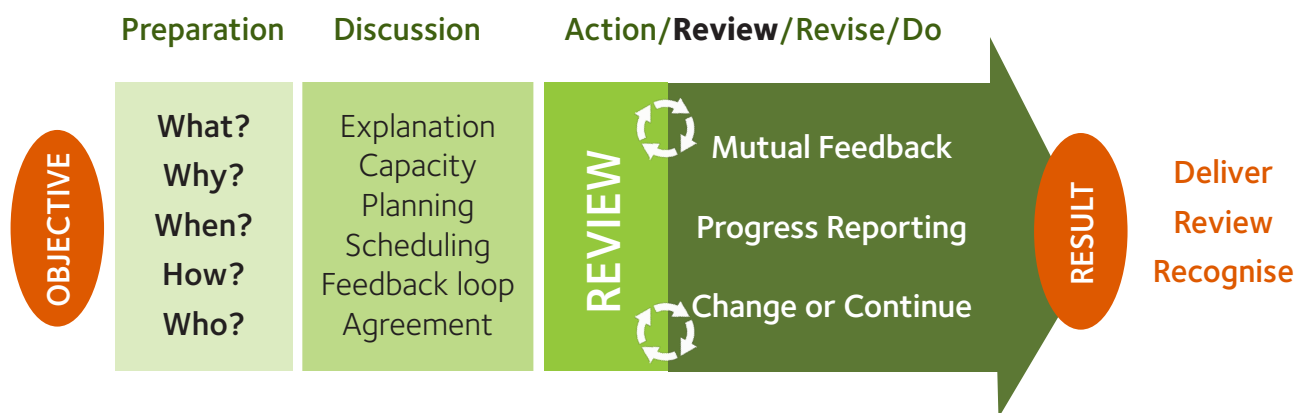 Preparation
Discussion
Action/Review/Revise/Do
OBJECTIVE
What?
Why?
When?
How?
Who?
Explanation
Capacity
Planning
Scheduling
Feedback loop
Agreement
REVIEW
Mutual Feedback
Progress Reporting
Change or Continue
RESULT
Deliver
Review
Recognise